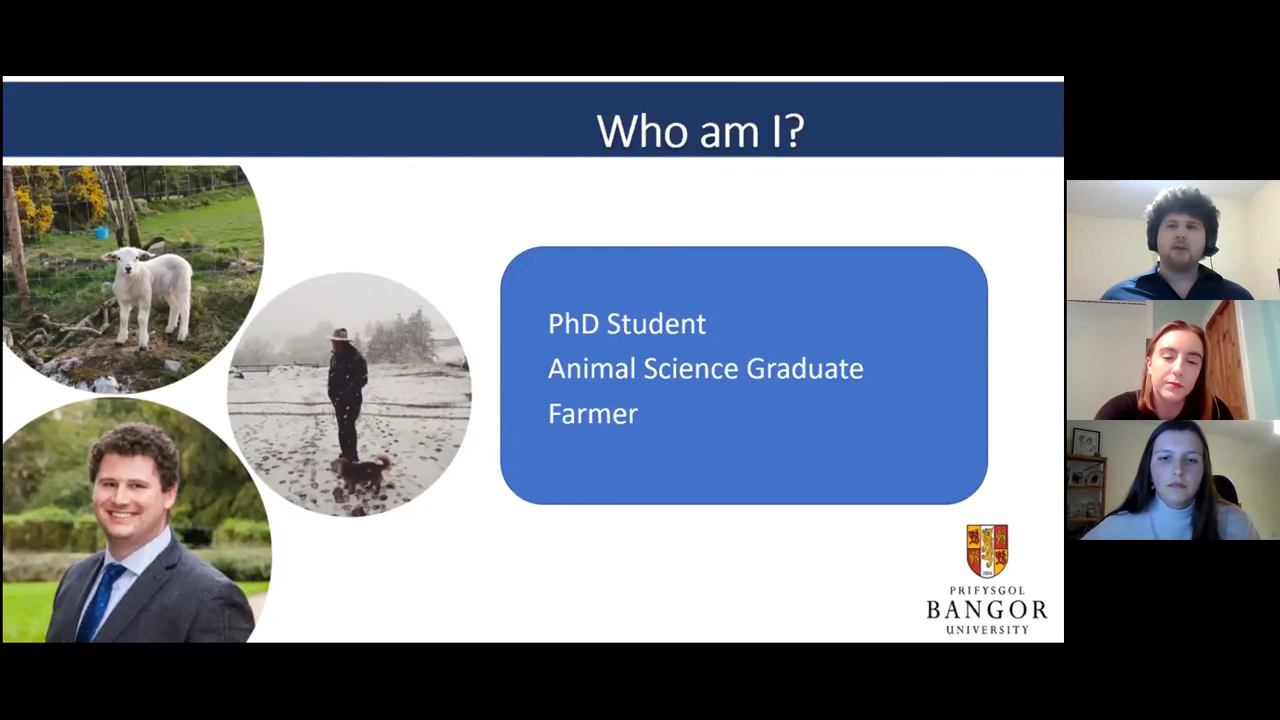 Who am I?
PhD Student
Animal Science Graduate
Farmer
PRIFYSGOL
BANGOR
UNIVERSITY